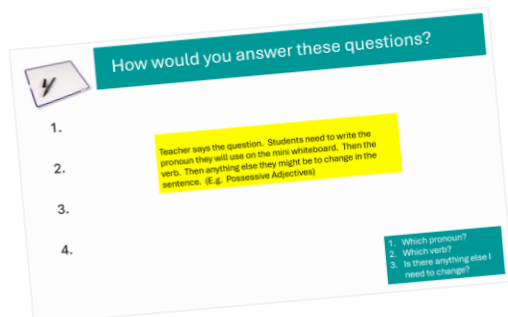 How would you answer these questions?
1.
2.
3.
4.
Teacher says the question. Students need to write the
pronoun they will use on the mini whiteboard. Then the
verb. Then anything else they might be to change in the
sentence. (E.g. Possessive Adjectives)
1. Which pronoun?
2. Which verb?
3. Is there anything else I
need to change?